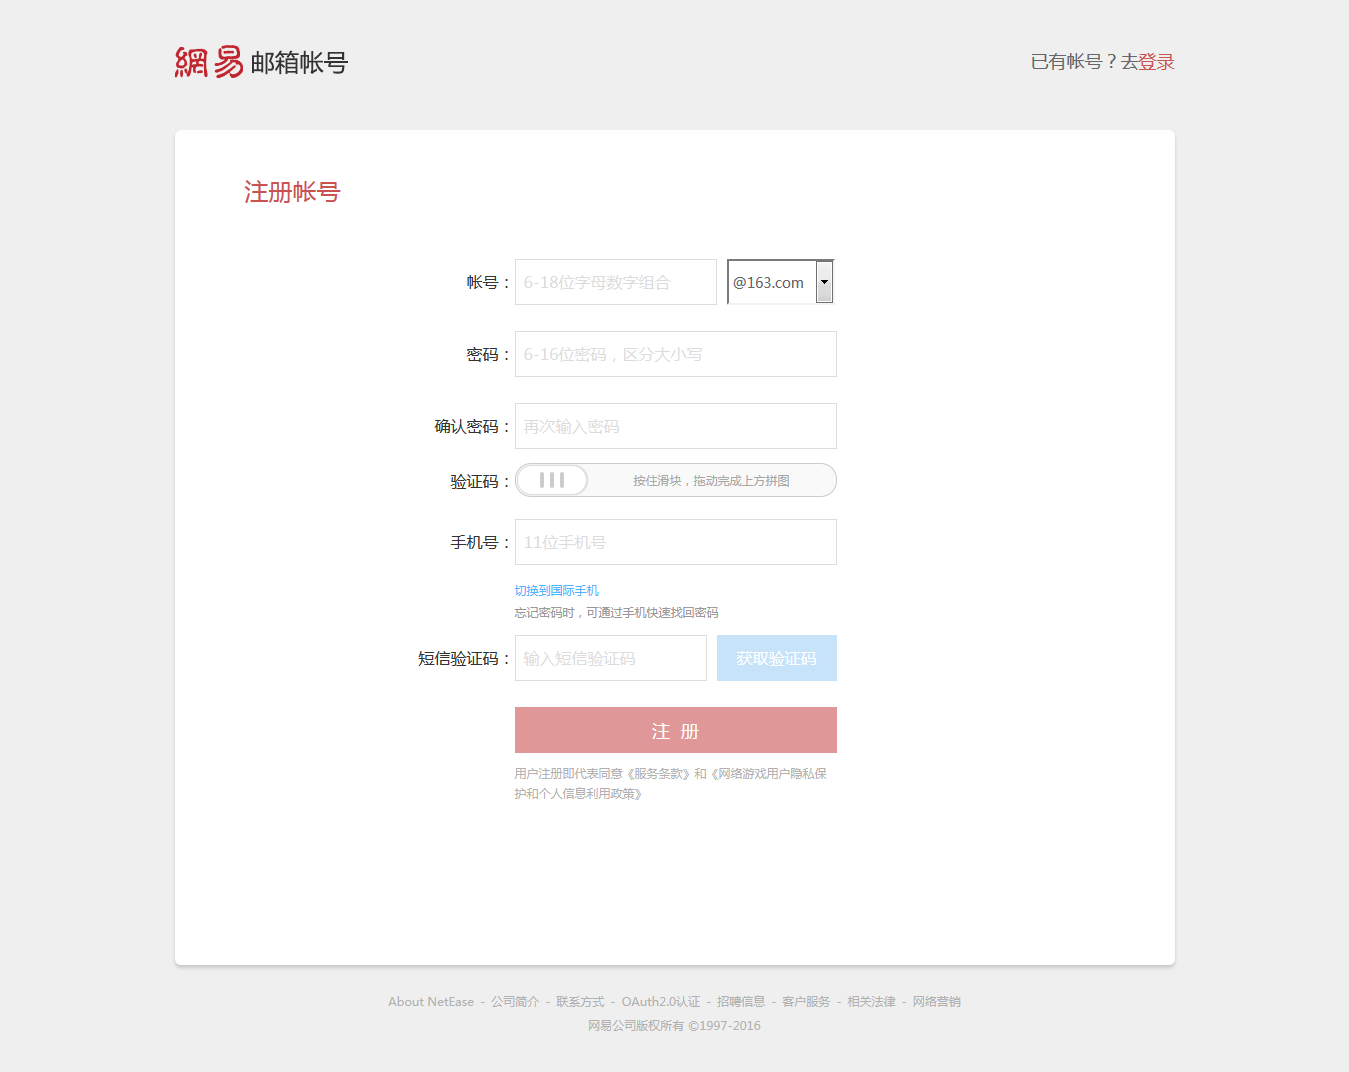 網易 邮箱帐号
已有帐号？去登录
注册帐号
帐号： 6-18位字母数字组合 @163.com
密码： 6-16位密码，区分大小写
确认密码： 再次输入密码
验证码： 按住滑块，拖动完成上方拼图
手机号： 11位手机号
切换到国际手机
忘记密码时，可通过手机快速找回密码
短信验证码： 输入短信验证码 获取验证码
注 册
用户注册即代表同意《服务条款》和《网络游戏用户隐私保
护和个人信息利用政策》
About NetEase - 公司简介 - 联系方式 - OAuth2.0认证 - 招聘信息 - 客户服务 - 相关法律 - 网络营销
网易公司版权所有 ©1997-2016